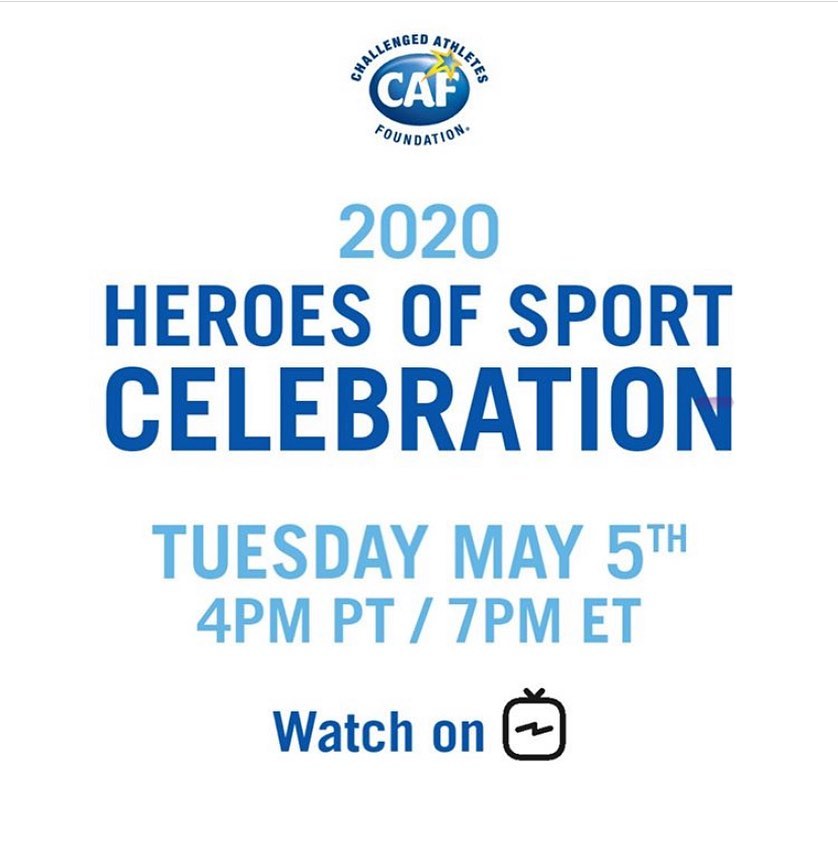 CHALLENGED ATHLETES
CAF
FOUNDATION®
2020
HEROES OF SPORT
CELEBRATION
TUESDAY MAY 5TH
4PM PT / 7PM ET
Watch on